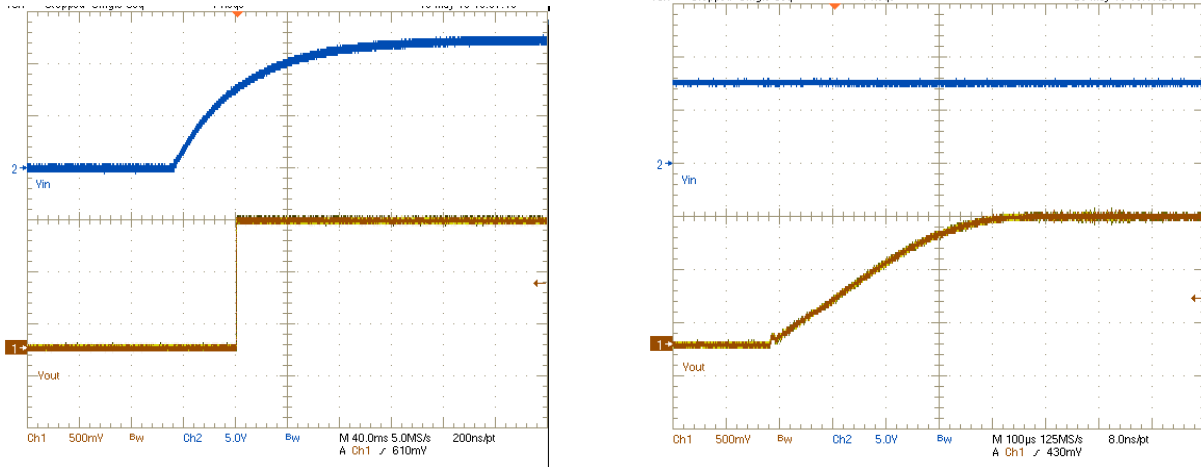 2
Vin
1
Vout
Ch1 500mV Bw Ch2 5.0V Bw M 40.0ms 5.0MS/s 200ns/pt
A Ch1 ∕ 610mV
2
Vin
1
Vout
Ch1 500mV Bw Ch2 5.0V Bw M 100µs 125MS/s 8.0ns/pt
A Ch1 ∕ 430mV